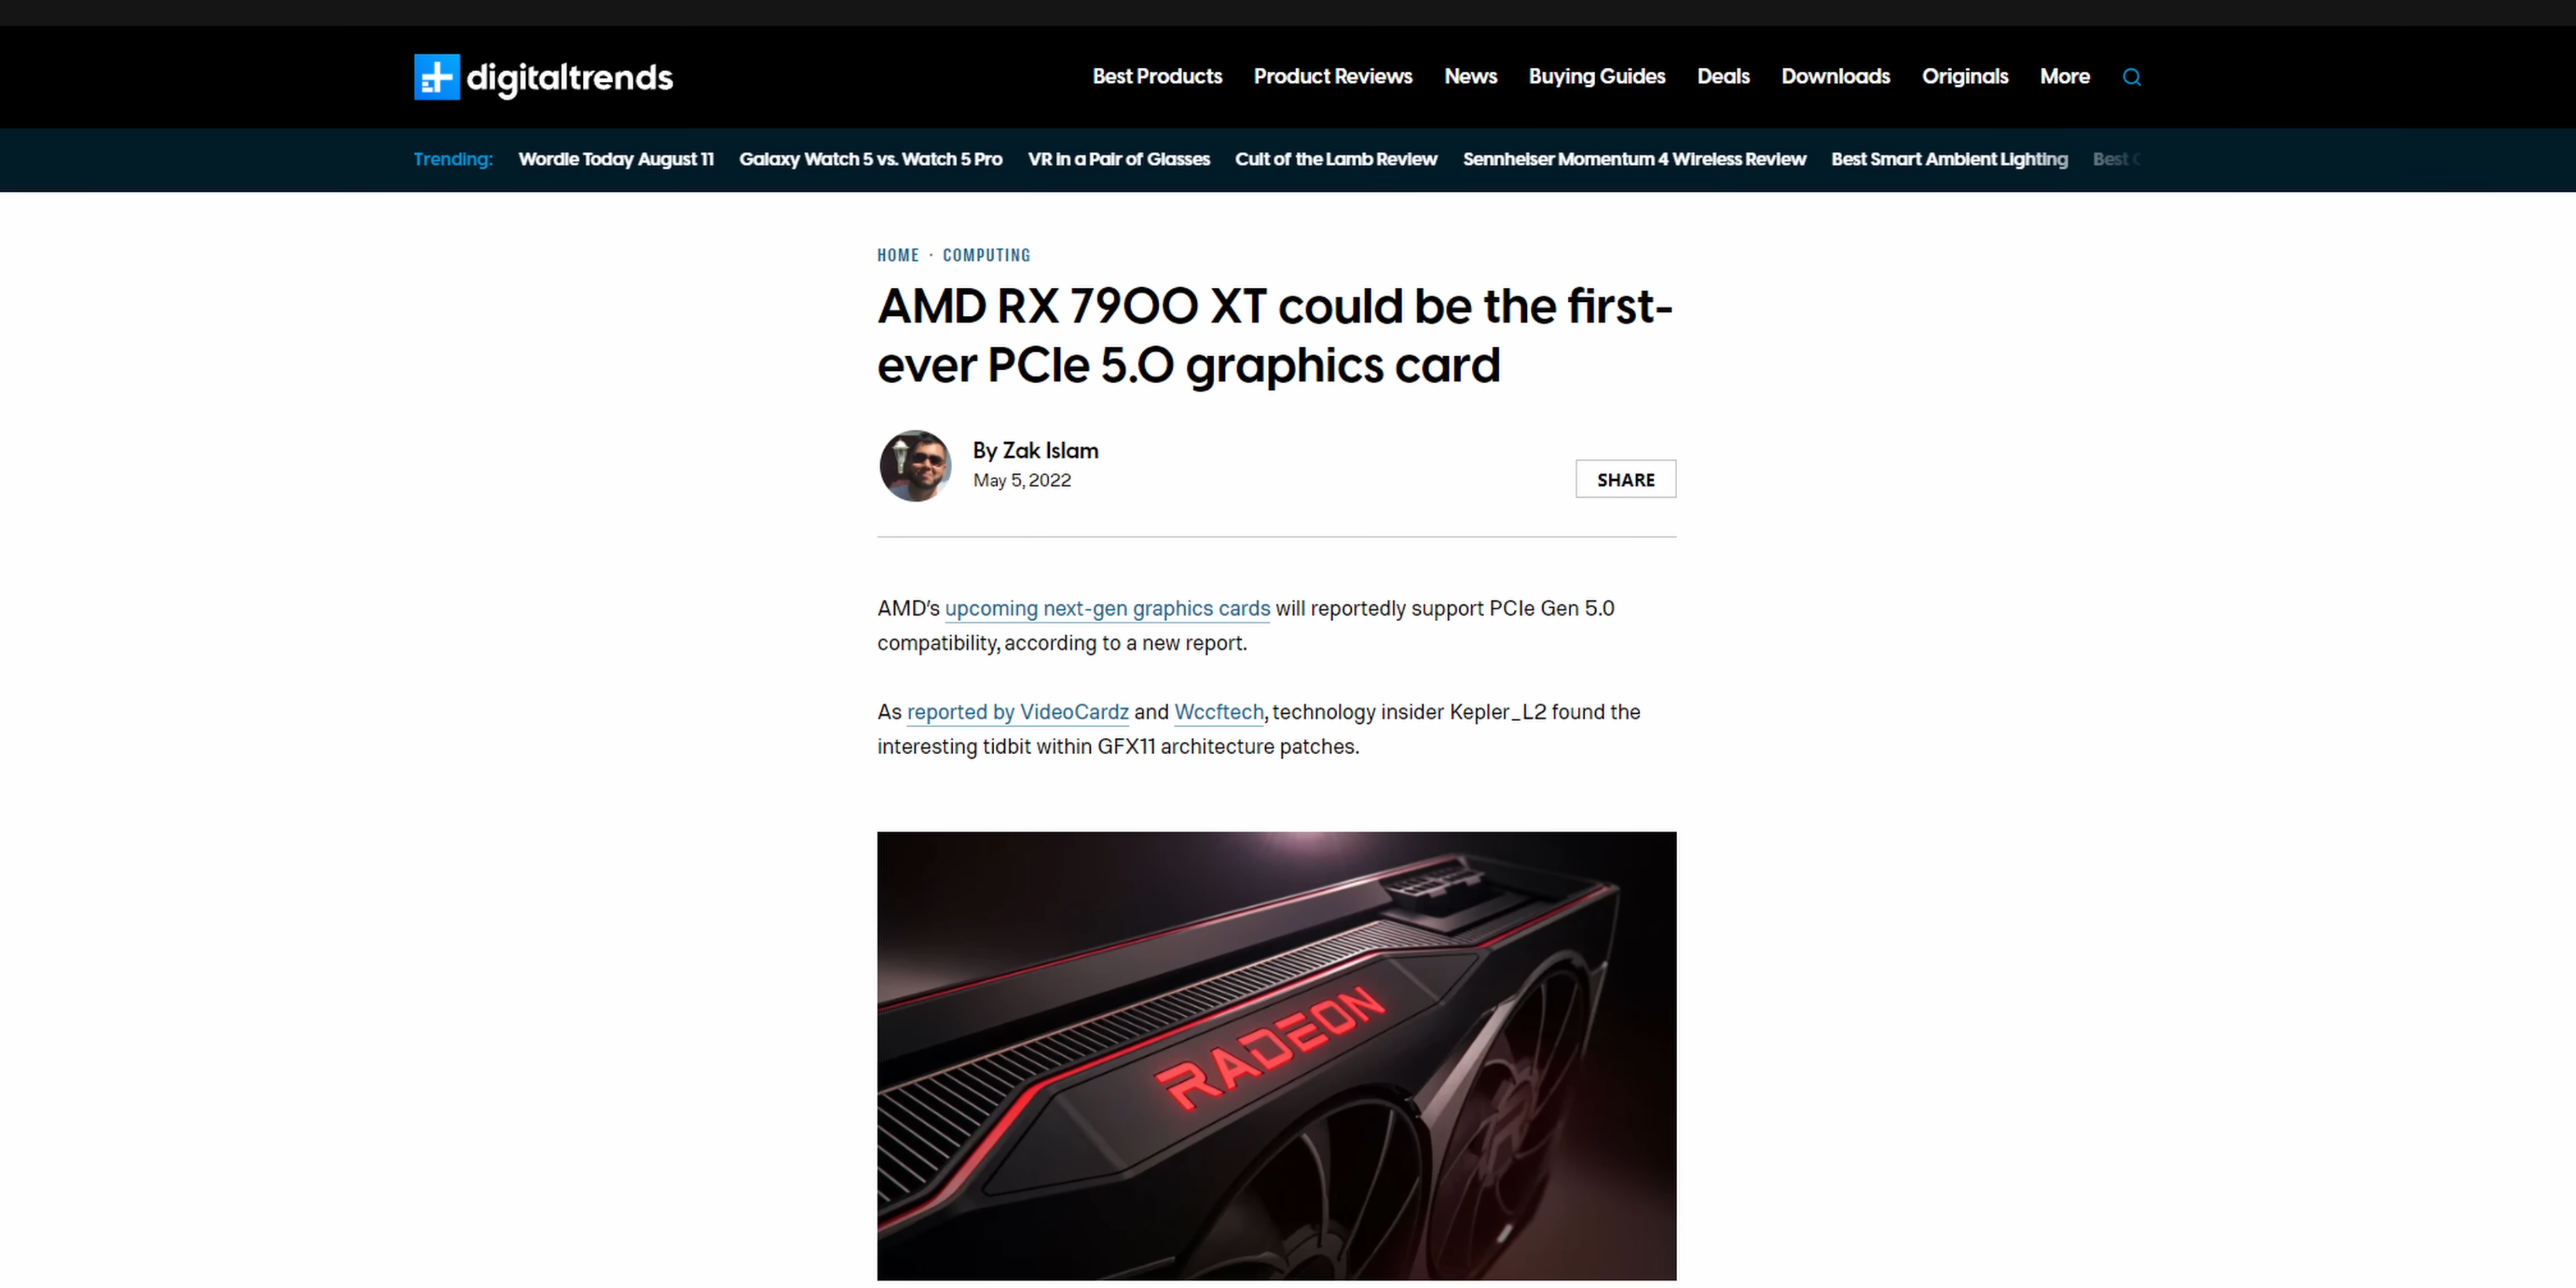 digitaltrends
Best Products Product Reviews News Buying Guides Deals Downloads Originals More
Trending: Wordle Today August 11 Galaxy Watch 5 vs. Watch 5 Pro VR in a Pair of Glasses Cult of the Lamb Review Sennheiser Momentum 4 Wireless Review Best Smart Ambient Lighting Best
HOME · COMPUTING
AMD RX 7900 XT could be the first-
ever PCIe 5.0 graphics card
By Zak Islam
May 5, 2022
SHARE
AMD's upcoming next-gen graphics cards will reportedly support PCIe Gen 5.0
compatibility, according to a new report.
As reported by VideoCardz and Wccftech, technology insider Kepler_L2 found the
interesting tidbit within GFX11 architecture patches.
RADEON